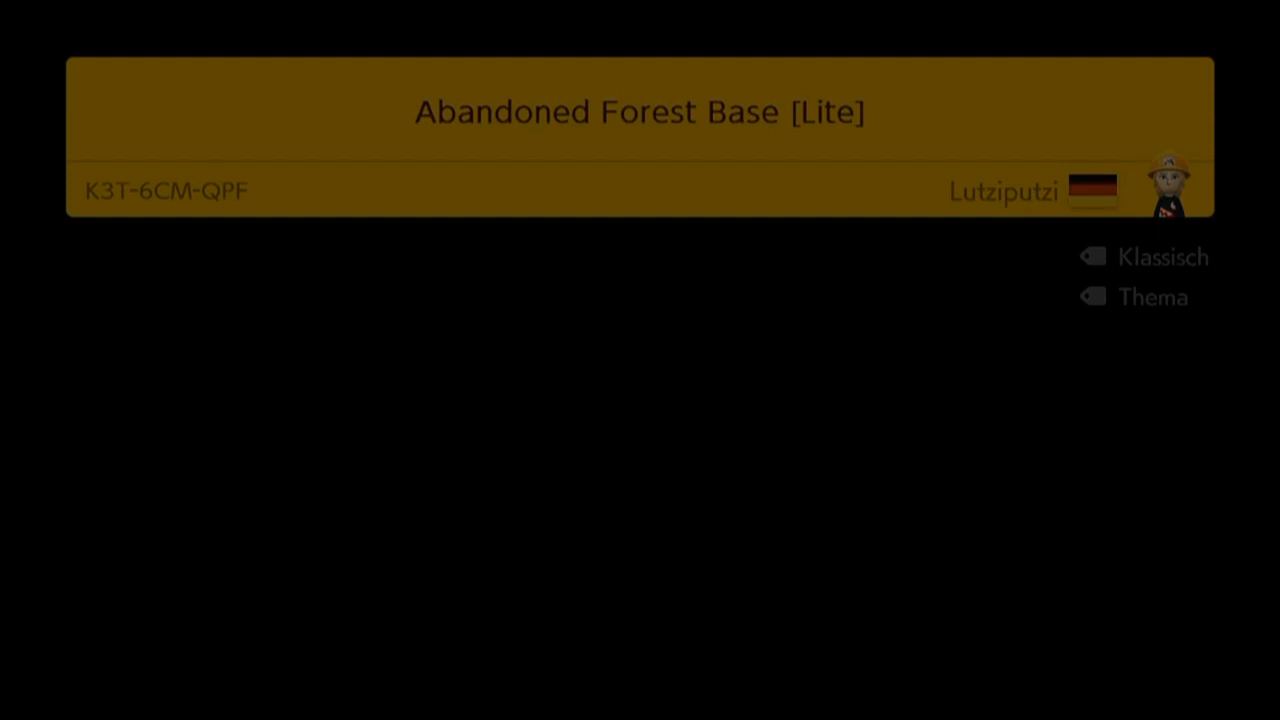 Abandoned Forest Base [Lite]
K3T-6CM-QPF
Lutziputzi
Klassisch
Thema